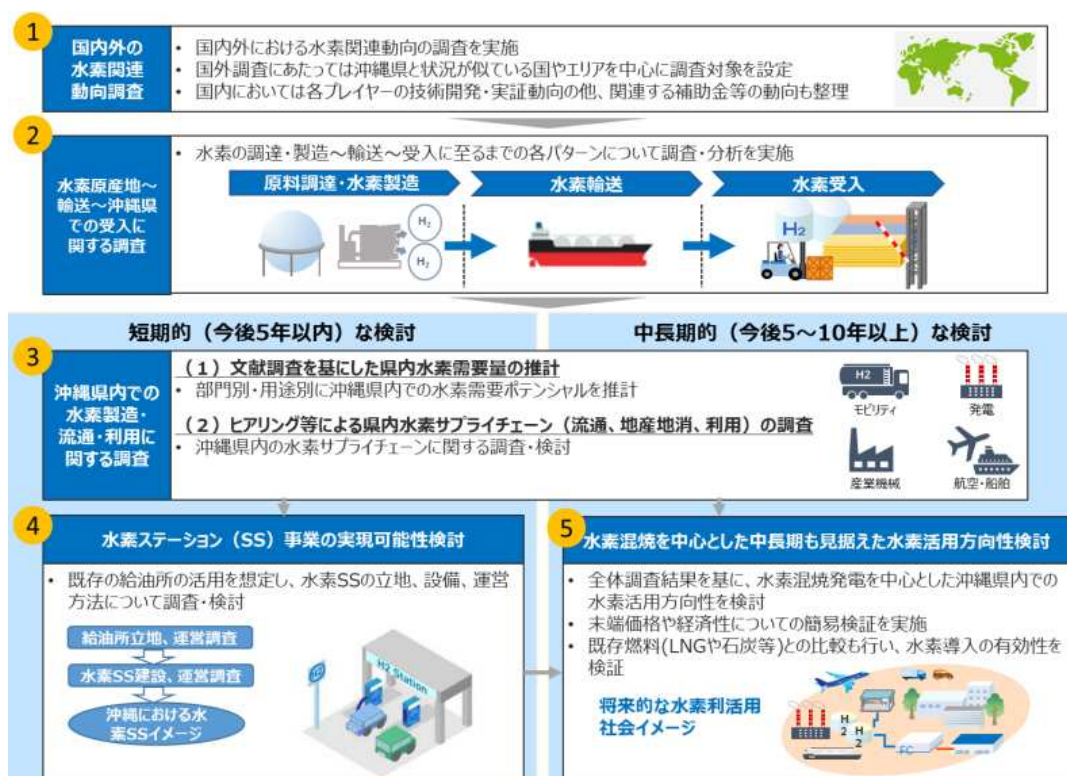 1
国内外の
水素関連
動向調査
• 国内外における水素関連動向の調査を実施
• 国外調査にあたっては沖縄県と状況が似ている国やエリアを中心に調査対象を設定
• 国内においては各プレイヤーの技術開発・実証動向の他、関連する補助金等の動向も整理
2
水素原産地～
輸送～沖縄県
での受入に
関する調査
• 水素の調達・製造～輸送～受入に至るまでの各パターンについて調査・分析を実施
原料調達・水素製造
水素輸送
水素受入
H2
H2
H2
短期的（今後5年以内）な検討
中長期的（今後5～10年以上）な検討
3
沖縄県内での
水素製造・
流通・利用に
関する調査
（１）文献調査を基にした県内水素需要量の推計
• 部門別・用途別に沖縄県内での水素需要ポテンシャルを推計
（２）ヒアリング等による県内水素サプライチェーン（流通、地産地消、利用）の調査
• 沖縄県内の水素サプライチェーンに関する調査・検討
H2
モビリティ
発電
産業機械
航空・船舶
4
水素ステーション（SS）事業の実現可能性検討
• 既存の給油所の活用を想定し、水素SSの立地、設備、運営
方法について調査・検討
給油所立地、運営調査
水素SS建設、運営調査
沖縄における水
素SSイメージ
H2
H2 Station
5
水素混焼を中心とした中長期も見据えた水素活用方向性検討
• 全体調査結果を基に、水素混焼発電を中心とした沖縄県内での
水素活用方向性を検討
• 末端価格や経済性についての簡易検証を実施
• 既存燃料(LNGや石炭等)との比較も行い、水素導入の有効性を
検証
将来的な水素利活用
社会イメージ
H2
H2
FC